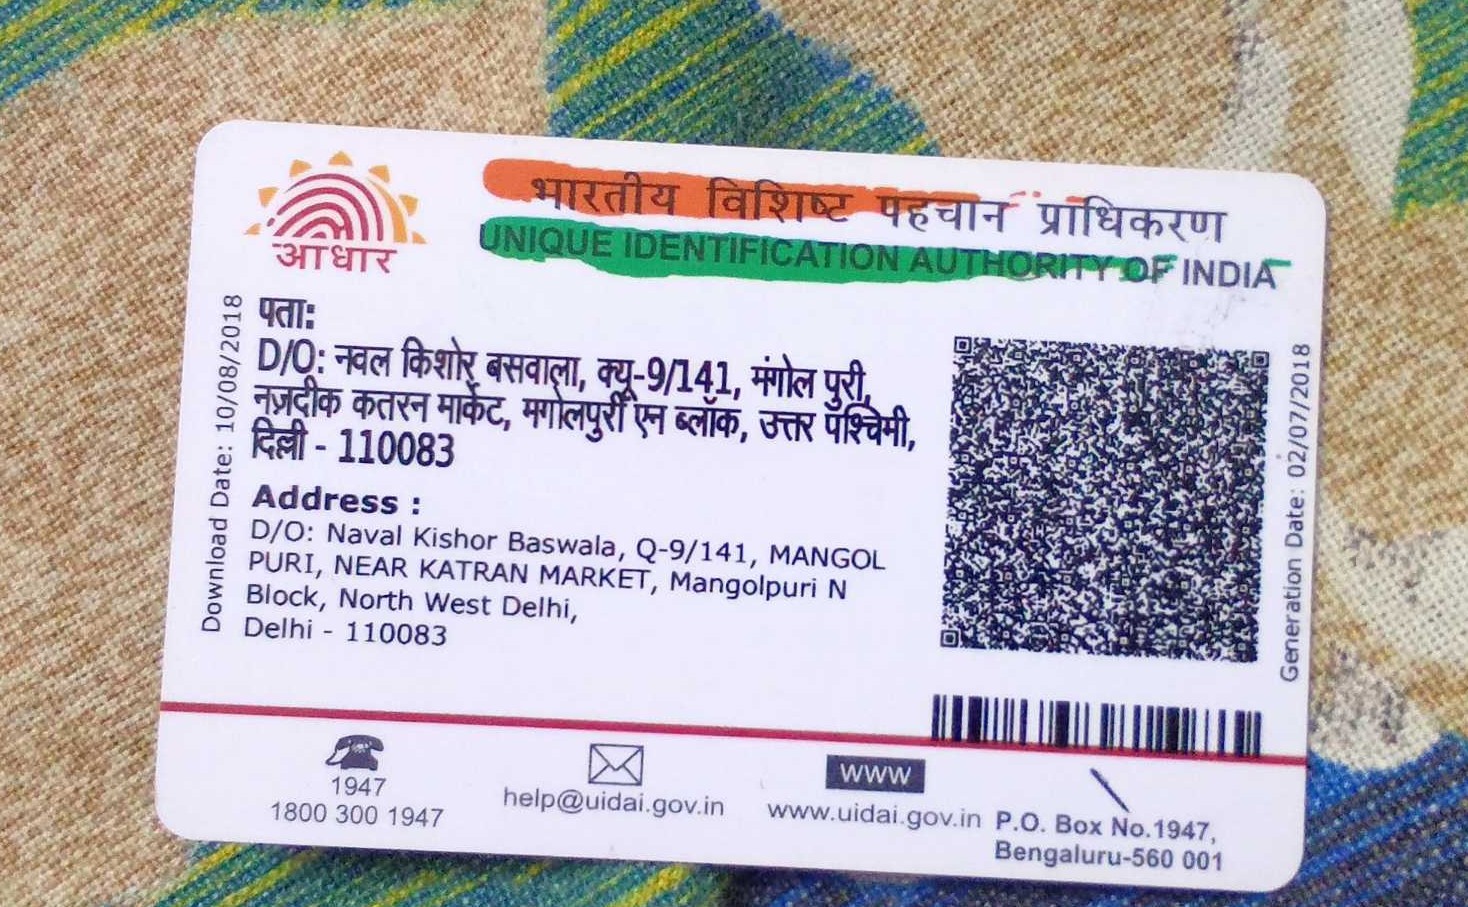 आधार
भारतीय विशिष्ट पहचान प्राधिकरण
UNIQUE IDENTIFICATION AUTHORITY OF INDIA
Download Date: 10/08/2018
पता:
D/O: नवल किशोर बसवाला, क्यू-9/141, मंगोल पुरी,
नज़दीक कतरन मार्केट, मगोलपुरी एन ब्लॉक, उत्तर पश्चिमी,
दिल्ली - 110083
Address :
D/O: Naval Kishor Baswala, Q-9/141, MANGOL
PURI, NEAR KATRAN MARKET, Mangolpuri N
Block, North West Delhi,
Delhi - 110083
Generation Date: 02/07/2018
1947
1800 300 1947
help@uidai.gov.in
WWW
www.uidai.gov.in
P.O. Box No.1947,
Bengaluru-560 001